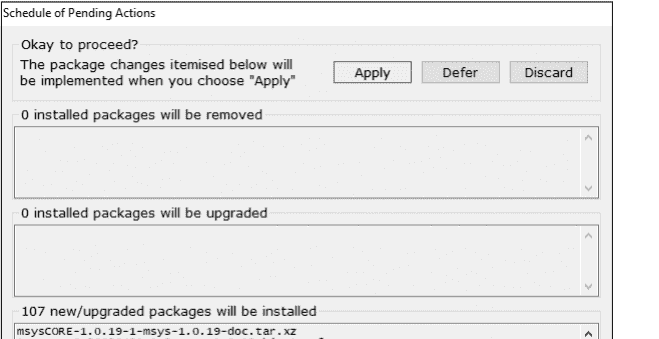 Schedule of Pending Actions
Okay to proceed?
The package changes itemised below will
be implemented when you choose "Apply"
Apply
Defer
Discard
0 installed packages will be removed
0 installed packages will be upgraded
107 new/upgraded packages will be installed
msysCORE-1.0.19-1-msys-1.0.19-doc.tar.xz